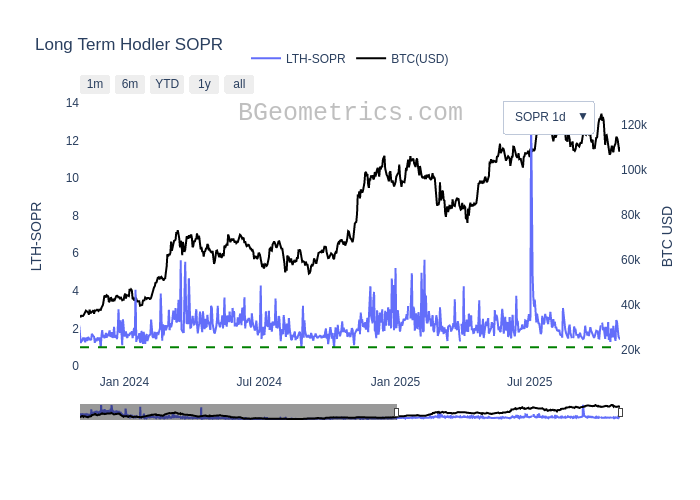 Long Term Hodler SOPR
LTH-SOPR BTC(USD)
1m 6m YTD 1y all
BGeometrics.com
SOPR 1d ▼
14
12
10
8
6
4
2
0
LTH-SOPR
120k
100k
80k
60k
40k
20k
BTC USD
Jan 2024 Jul 2024 Jan 2025 Jul 2025